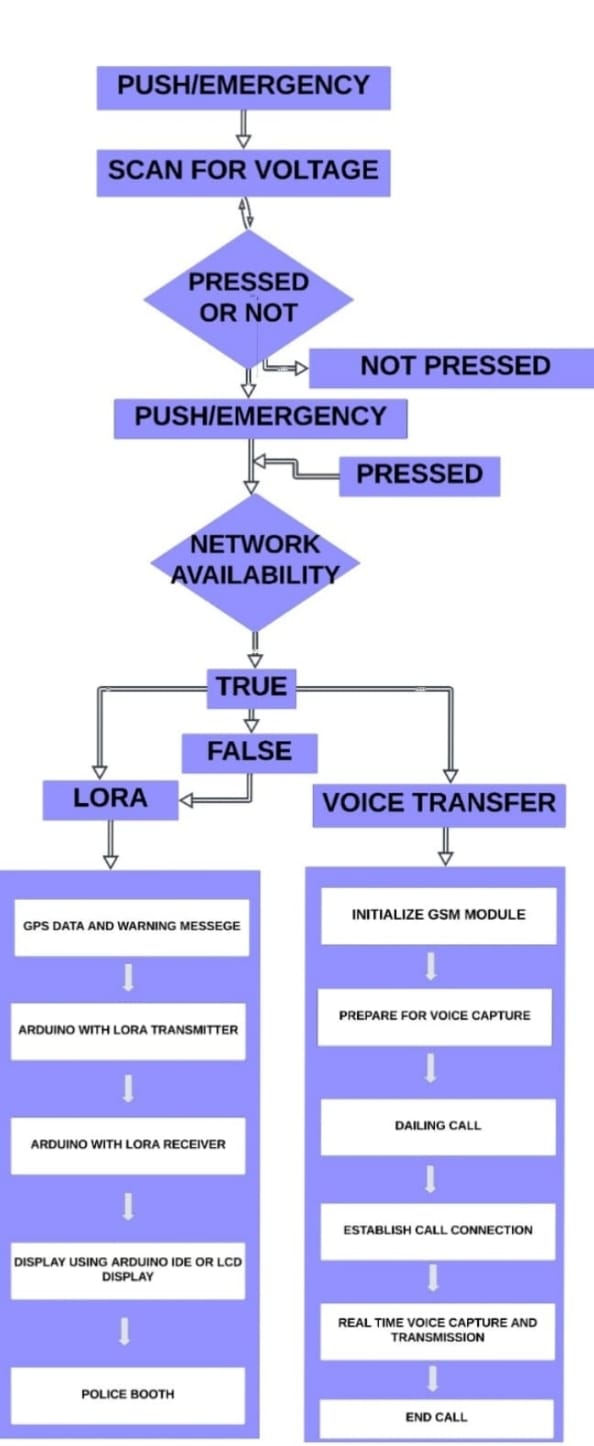 PUSH/EMERGENCY
SCAN FOR VOLTAGE
PRESSED
OR NOT
NOT PRESSED
PUSH/EMERGENCY
PRESSED
NETWORK
AVAILABILITY
TRUE
FALSE
LORA
VOICE TRANSFER
GPS DATA AND WARNING MESSEGE
ARDUINO WITH LORA TRANSMITTER
ARDUINO WITH LORA RECEIVER
DISPLAY USING ARDUINO IDE OR LCD
DISPLAY
POLICE BOOTH
INITIALIZE GSM MODULE
PREPARE FOR VOICE CAPTURE
DAILING CALL
ESTABLISH CALL CONNECTION
REAL TIME VOICE CAPTURE AND
TRANSMISSION
END CALL